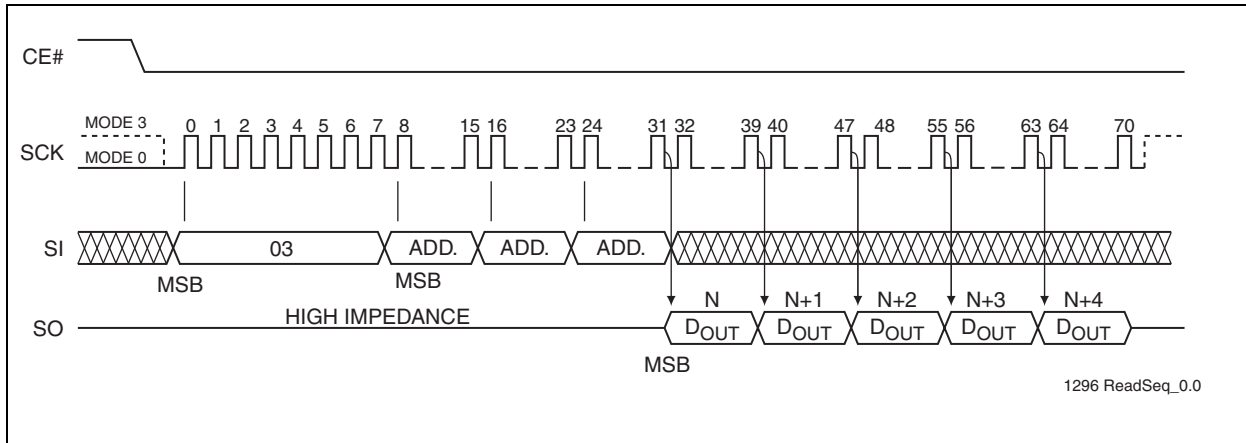 CE#
MODE 3
0 1 2 3 4 5 6 7 8 15 16 23 24 31 32 39 40 47 48 55 56 63 64 70
SCK
MODE 0
SI
03 ADD. ADD. ADD.
MSB MSB
N N+1 N+2 N+3 N+4
HIGH IMPEDANCE
SO
DOUT DOUT DOUT DOUT DOUT
MSB
1296 ReadSeq_0.0